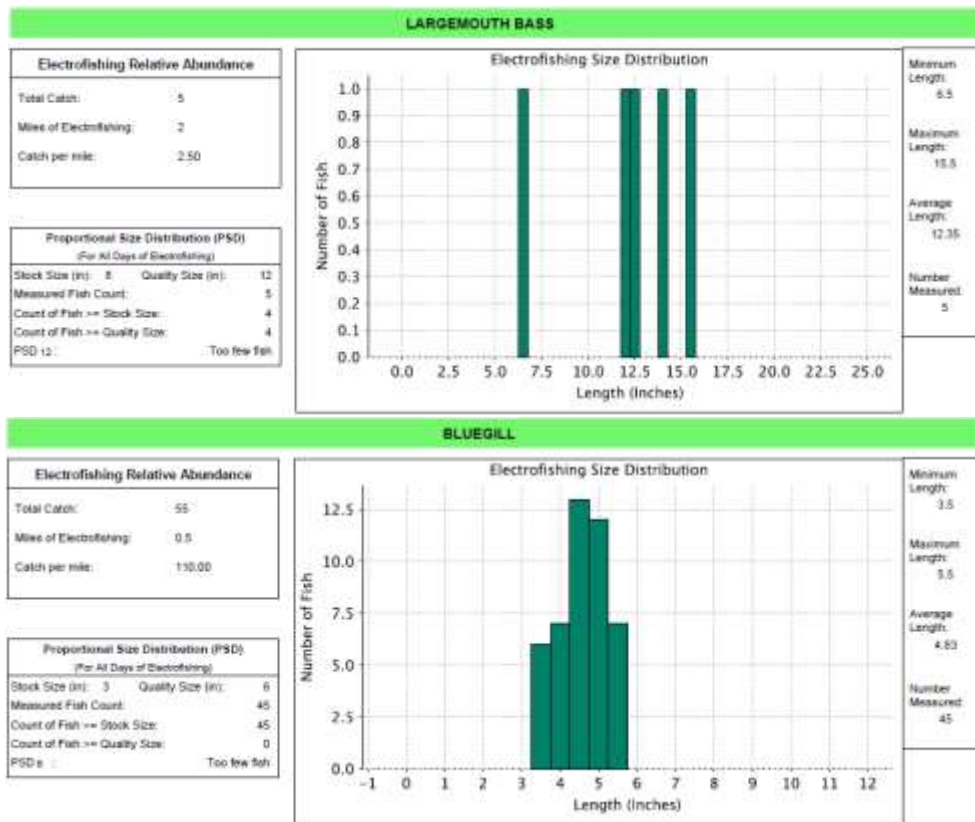 LARGEMOUTH BASS
Electrofishing Relative Abundance
Total Catch: 5
Miles of Electrofishing: 2
Catch per mile: 2.50
Proportional Size Distribution (PSD)
(For All Days of Electrofishing)
Stock Size (in): 8 Quality Size (in): 12
Measured Fish Count: 5
Count of Fish >= Stock Size: 4
Count of Fish >= Quality Size: 4
PSD 12 : Too few fish
Electrofishing Size Distribution
Number of Fish
1.0
0.9
0.8
0.7
0.6
0.5
0.4
0.3
0.2
0.1
0.0
0.0 2.5 5.0 7.5 10.0 12.5 15.0 17.5 20.0 22.5 25.0
Length (Inches)
Minimum
Length:
6.5
Maximum
Length:
15.5
Average
Length:
12.35
Number
Measured:
5
BLUEGILL
Electrofishing Relative Abundance
Total Catch: 55
Miles of Electrofishing: 0.5
Catch per mile: 110.00
Proportional Size Distribution (PSD)
(For All Days of Electrofishing)
Stock Size (in): 3 Quality Size (in): 6
Measured Fish Count: 45
Count of Fish >= Stock Size: 45
Count of Fish >= Quality Size: 0
PSD 6 : Too few fish
Electrofishing Size Distribution
Number of Fish
12.5
10.0
7.5
5.0
2.5
0.0
-1 0 1 2 3 4 5 6 7 8 9 10 11 12
Length (Inches)
Minimum
Length:
3.5
Maximum
Length:
5.5
Average
Length:
4.83
Number
Measured:
45